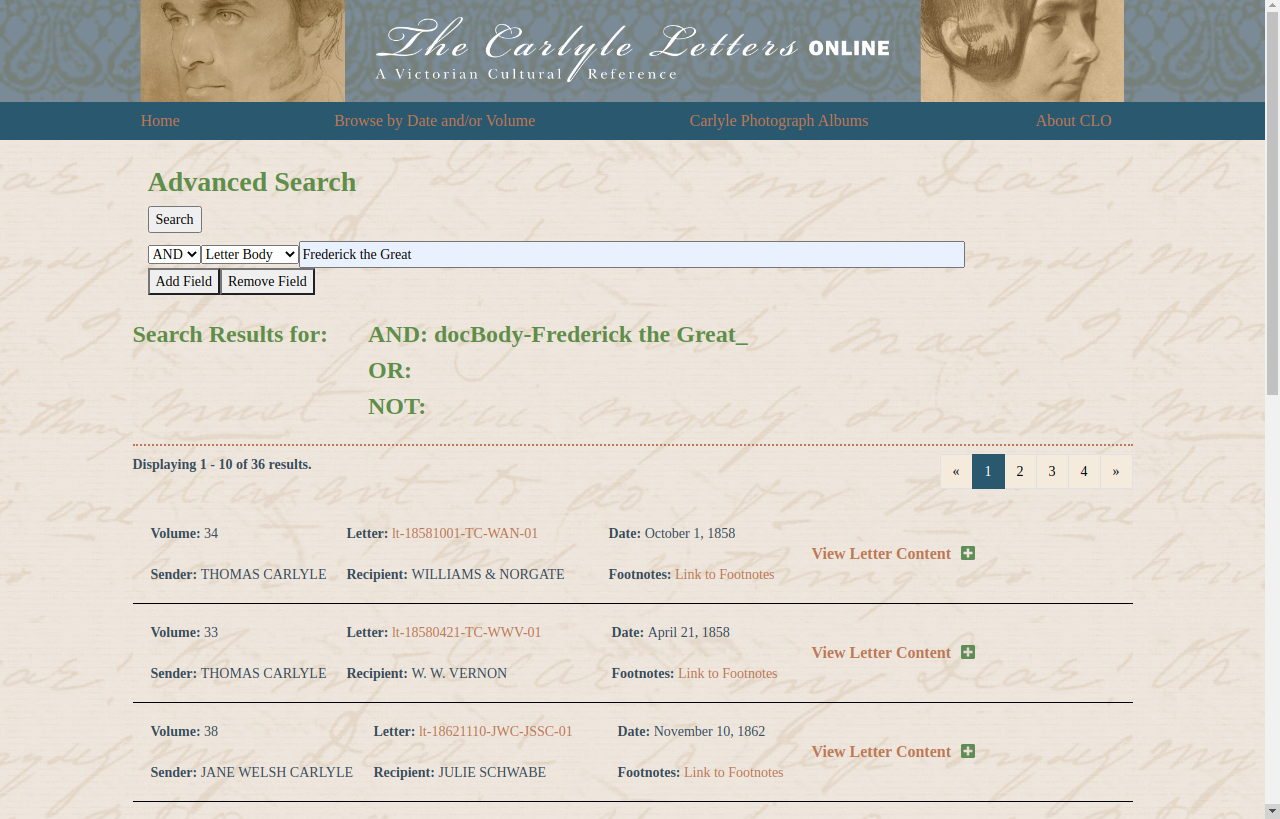 The Carlyle Letters ONLINE
A Victorian Cultural Reference
Home Browse by Date and/or Volume Carlyle Photograph Albums About CLO
Advanced Search
Search
AND Letter Body Frederick the Great
Add Field Remove Field
Search Results for: AND: docBody-Frederick the Great_
OR:
NOT:
Displaying 1 - 10 of 36 results. « 1 2 3 4 »
Volume: 34 Letter: lt-18581001-TC-WAN-01 Date: October 1, 1858
View Letter Content
Sender: THOMAS CARLYLE Recipient: WILLIAMS & NORGATE Footnotes: Link to Footnotes
Volume: 33 Letter: lt-18580421-TC-WWV-01 Date: April 21, 1858
View Letter Content
Sender: THOMAS CARLYLE Recipient: W. W. VERNON Footnotes: Link to Footnotes
Volume: 38 Letter: lt-18621110-JWC-JSSC-01 Date: November 10, 1862
View Letter Content
Sender: JANE WELSH CARLYLE Recipient: JULIE SCHWABE Footnotes: Link to Footnotes